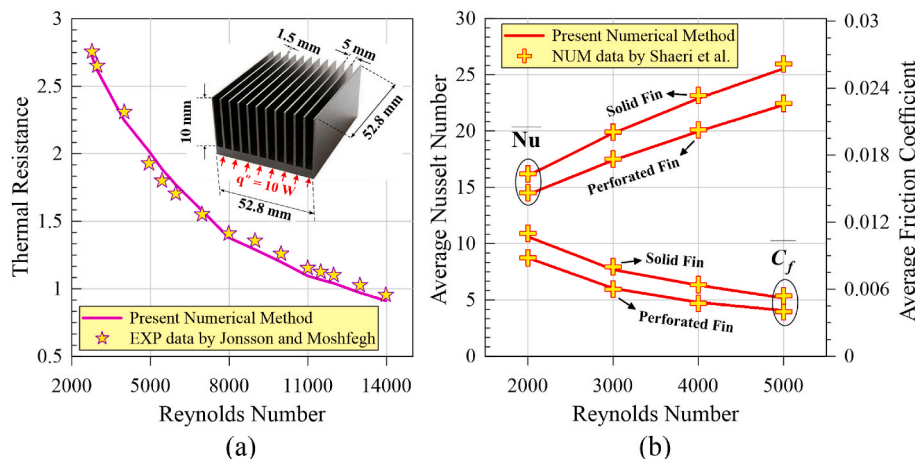 (a)
Thermal Resistance
3
2.5
2
1.5
1
0.5
2000 5000 8000 11000 14000
Reynolds Number
1.5 mm
5 mm
10 mm
52.8 mm
q" = 10 W
52.8 mm
Present Numerical Method
EXP data by Jonsson and Moshfegh
(a)
Average Nusselt Number
30
25
20
15
10
5
0
Present Numerical Method
NUM data by Shaeri et al.
Solid Fin
Nu
Perforated Fin
Solid Fin
C_f
Perforated Fin
2000 3000 4000 5000
Reynolds Number
0.03
0.024
0.018
0.012
0.006
0
Average Friction Coefficient
(b)